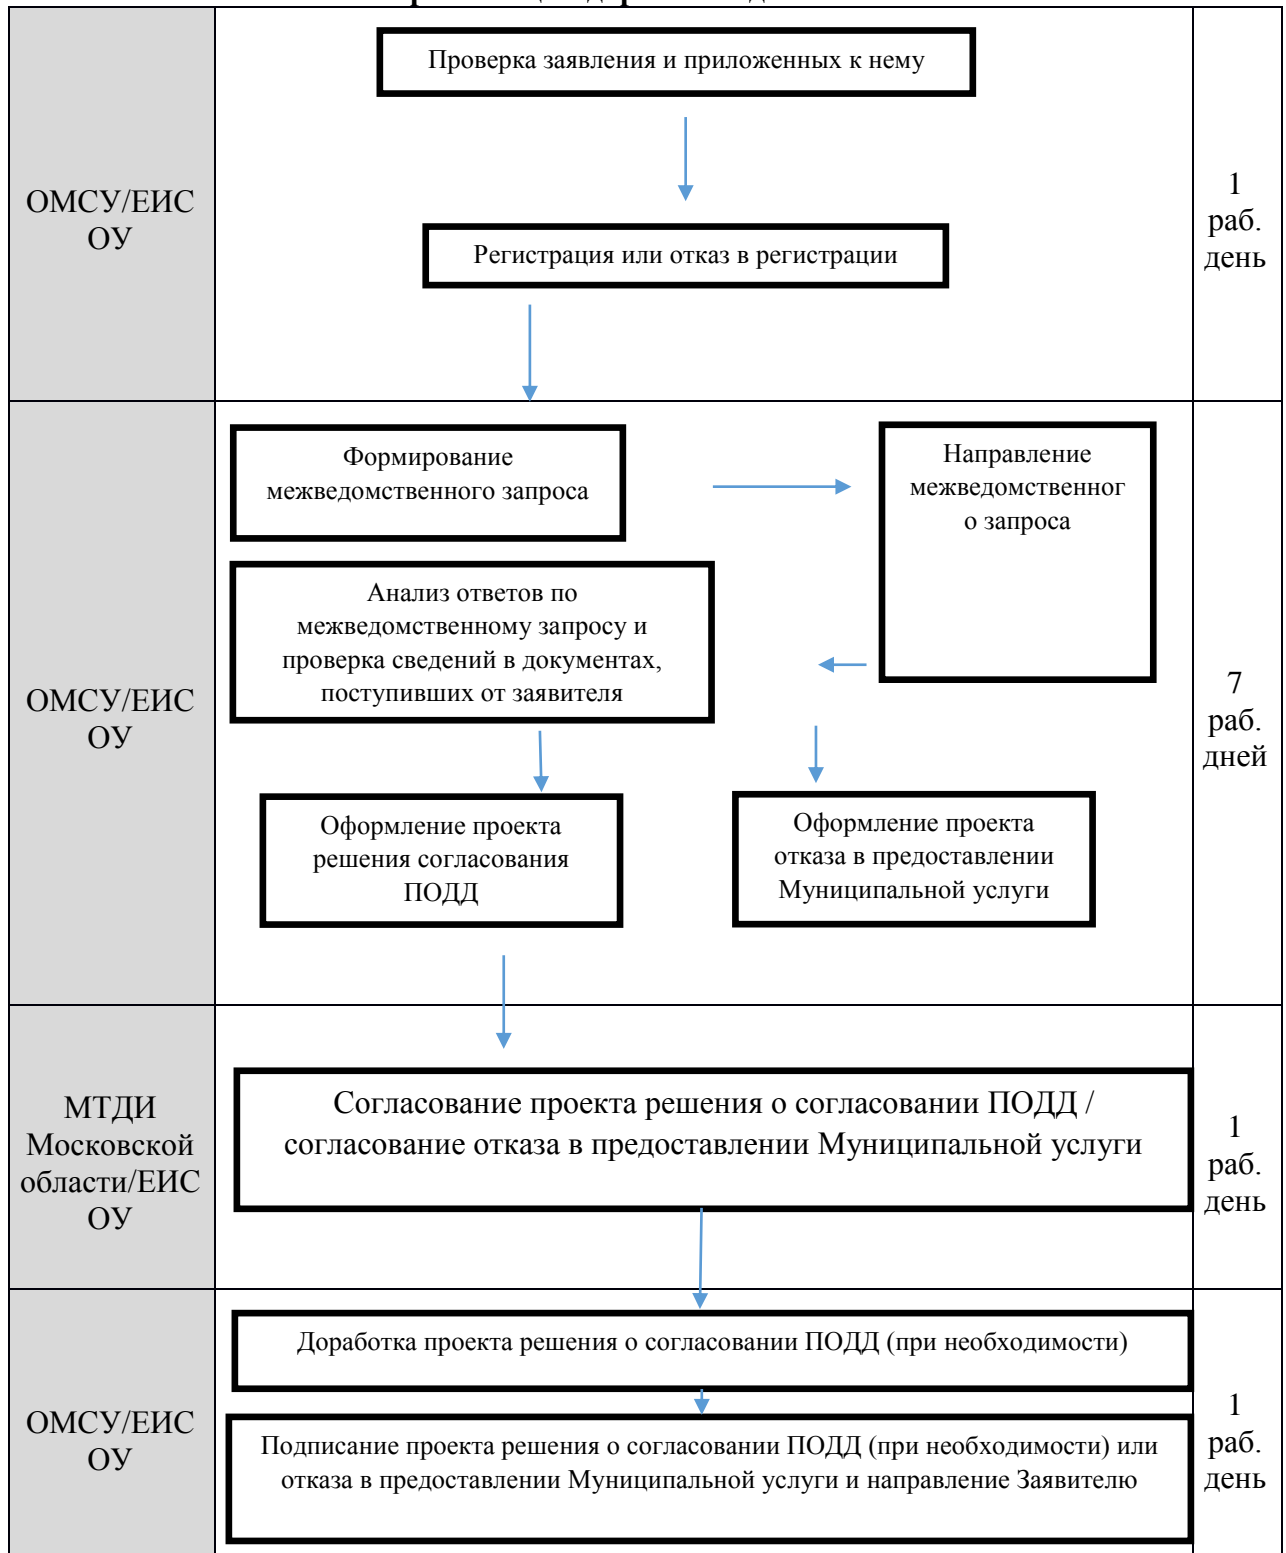 Проверка заявления и приложенных к нему
ОМСУ/ЕИС
ОУ
Регистрация или отказ в регистрации
1
раб.
день
ОМСУ/ЕИС
ОУ
Формирование
межведомственного запроса
Направление
межведомственног
о запроса
Анализ ответов по
межведомственному запросу и
проверка сведений в документах,
поступивших от заявителя
Оформление проекта
решения согласования
ПОДД
Оформление проекта
отказа в предоставлении
Муниципальной услуги
7
раб.
дней
МТДИ
Московской
области/ЕИС
ОУ
Согласование проекта решения о согласовании ПОДД /
согласование отказа в предоставлении Муниципальной услуги
1
раб.
день
ОМСУ/ЕИС
ОУ
Доработка проекта решения о согласовании ПОДД (при необходимости)
Подписание проекта решения о согласовании ПОДД (при необходимости) или
отказа в предоставлении Муниципальной услуги и направление Заявителю
1
раб.
день